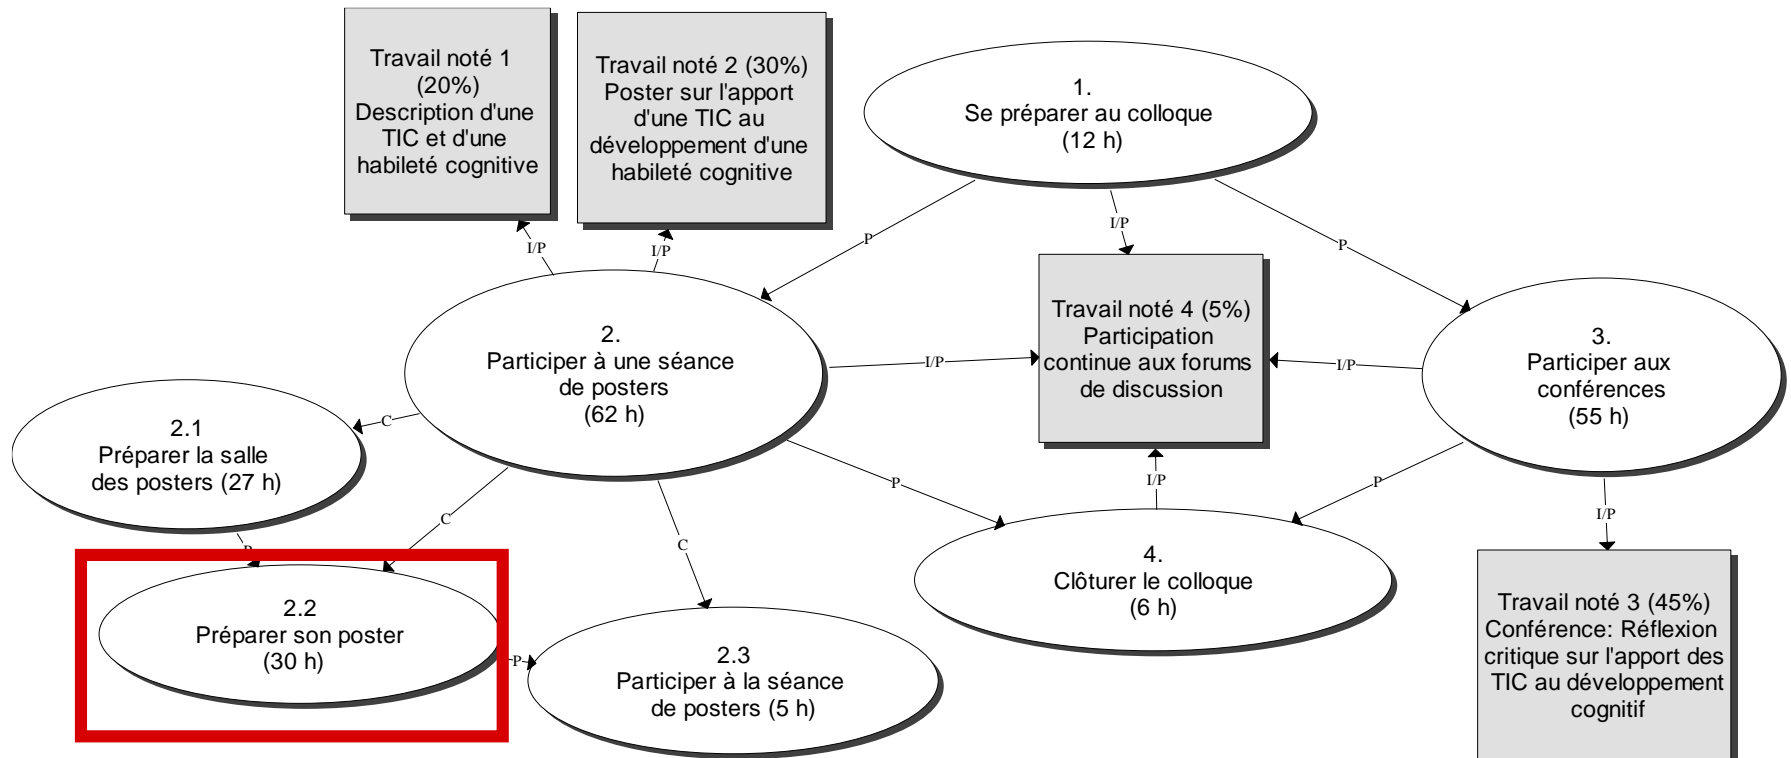 Travail noté 1
(20%)
Description d'une
TIC et d'une
habileté cognitive
Travail noté 2 (30%)
Poster sur l'apport
d'une TIC au
développement d'une
habileté cognitive
1.
Se préparer au colloque
(12 h)
I/P
I/P
P
I/P
P
Travail noté 4 (5%)
Participation
continue aux forums
de discussion
2.
Participer à une séance
de posters
(62 h)
I/P
I/P
3.
Participer aux
conférences
(55 h)
C
2.1
Préparer la salle
des posters (27 h)
C
C
P
I/P
P
I/P
P
2.2
Préparer son poster
(30 h)
P
2.3
Participer à la séance
de posters (5 h)
4.
Clôturer le colloque
(6 h)
Travail noté 3 (45%)
Conférence: Réflexion
critique sur l'apport des
TIC au développement
cognitif